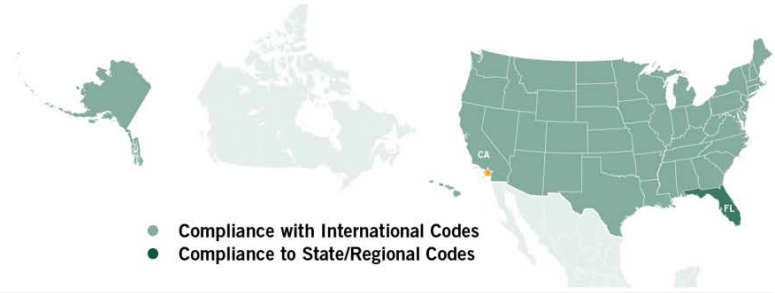 CA
FL
Compliance with International Codes
Compliance to State/Regional Codes